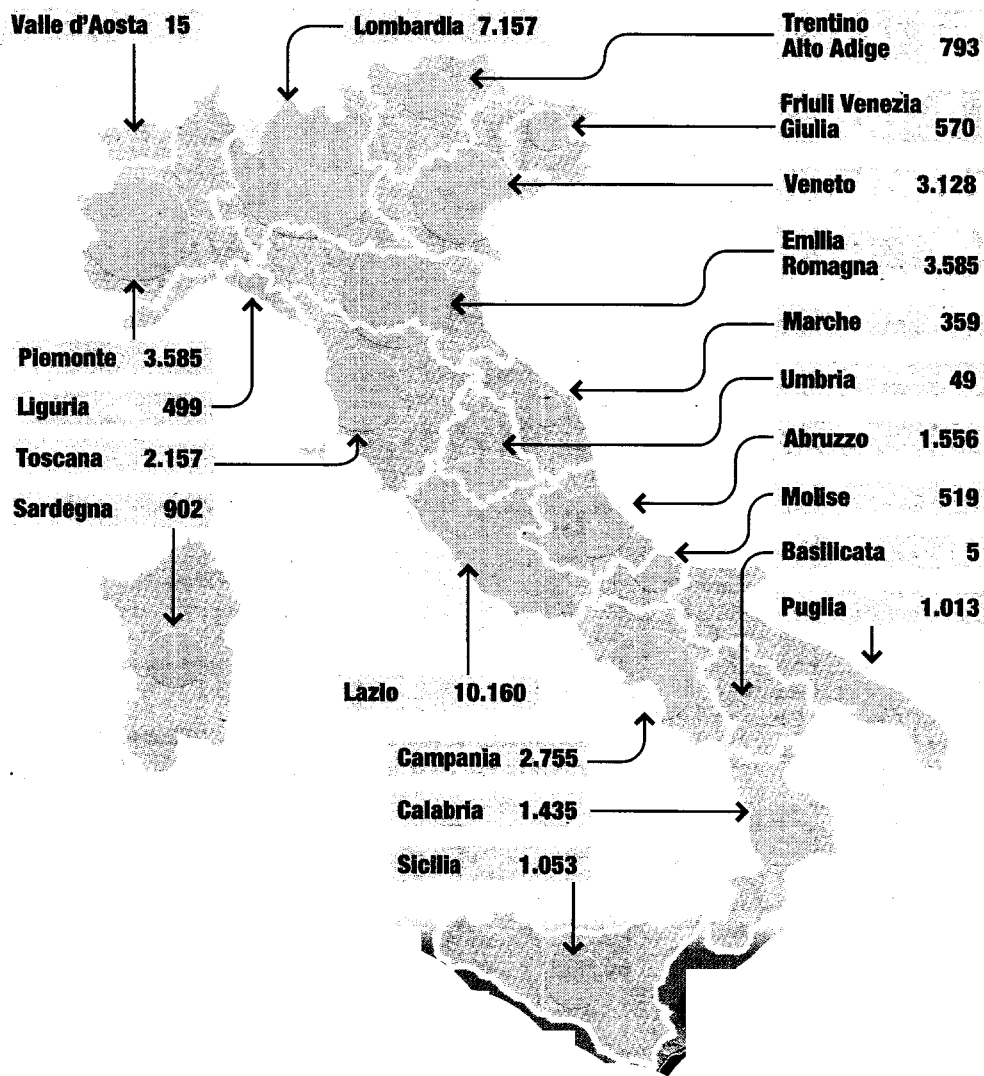 Valle d'Aosta 15
Lombardia 7.157
Trentino
Alto Adige 793
Friuli Venezia
Giulia 570
Veneto 3.128
Emilia
Romagna 3.585
Marche 359
Umbria 49
Abruzzo 1.556
Molise 519
Basilicata 5
Puglia 1.013
Piemonte 3.585
Liguria 499
Toscana 2.157
Sardegna 902
Lazio 10.160
Campania 2.755
Calabria 1.435
Sicilia 1.053